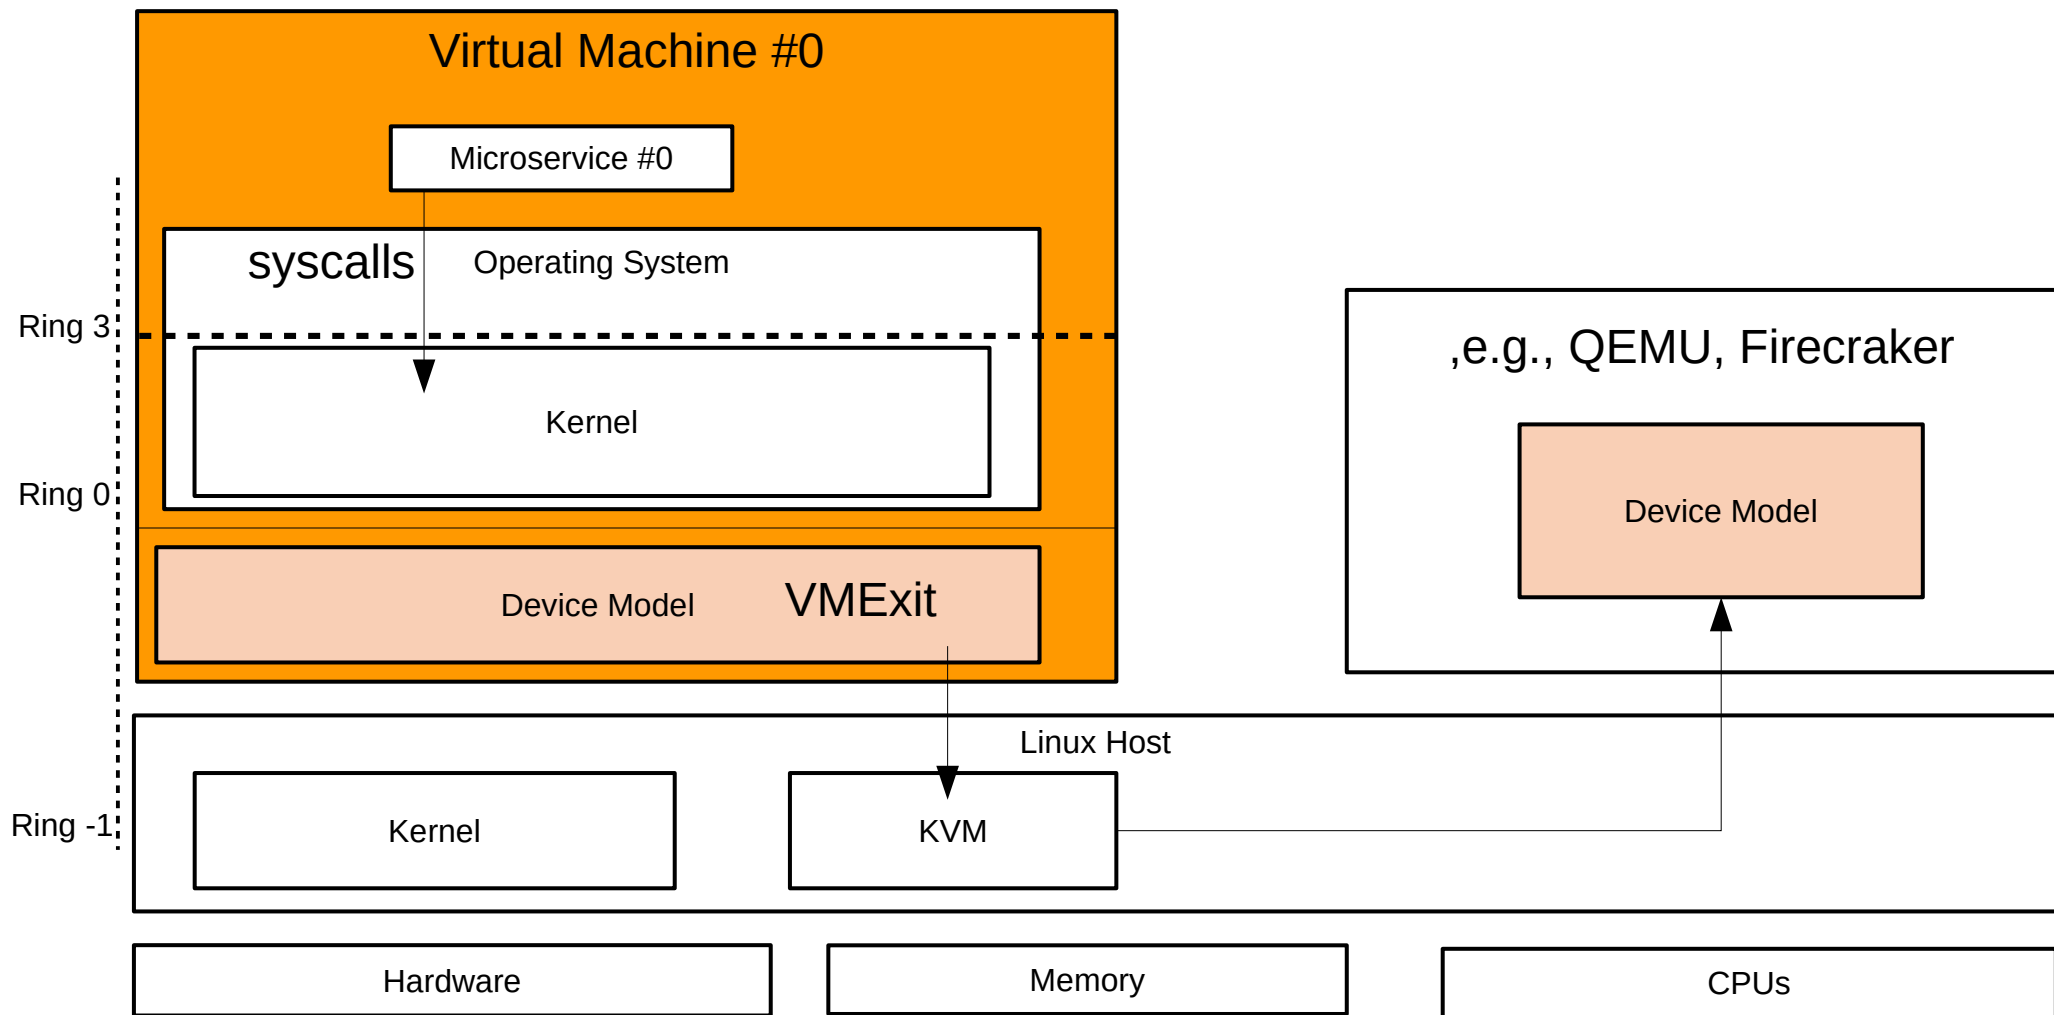 Virtual Machine #0
Microservice #0
syscalls
Operating System
Ring 3
,e.g., QEMU, Firecraker
Kernel
Ring 0
Device Model
Device Model
VMExit
Linux Host
Ring -1
Kernel
KVM
Hardware
Memory
CPUs